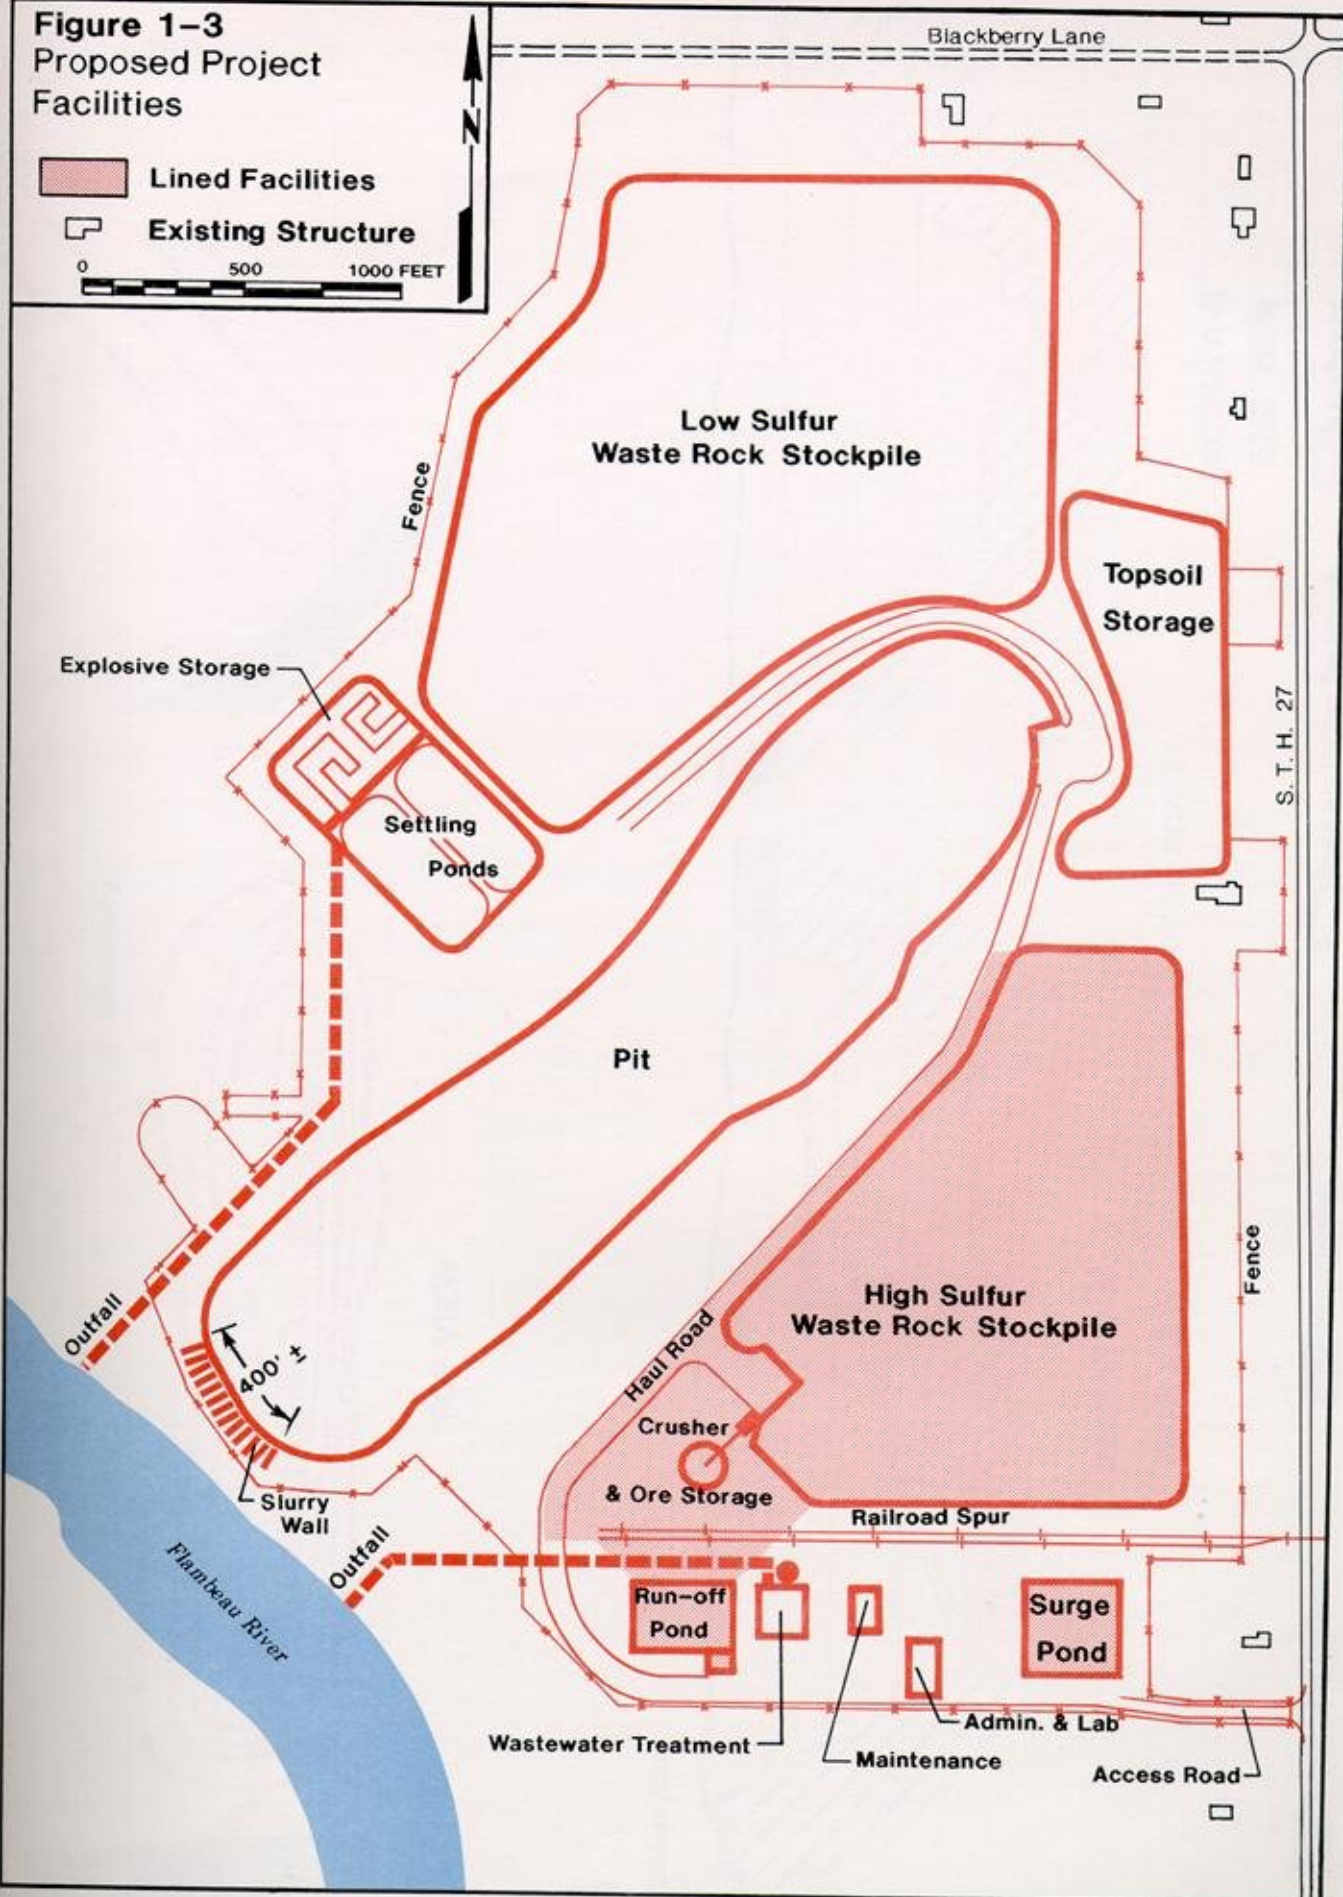 Figure 1-3
Proposed Project
Facilities
N
Lined Facilities
Existing Structure
0 500 1000 FEET
Blackberry Lane
Low Sulfur
Waste Rock Stockpile
Fence
Topsoil
Storage
Explosive Storage
S. T. H. 27
Settling
Ponds
Pit
Fence
High Sulfur
Waste Rock Stockpile
Outfall
400' ±
Haul Road
Crusher
& Ore Storage
Slurry
Wall
Railroad Spur
Outfall
Flambeau River
Run-off
Pond
Surge
Pond
Admin. & Lab
Wastewater Treatment
Maintenance
Access Road